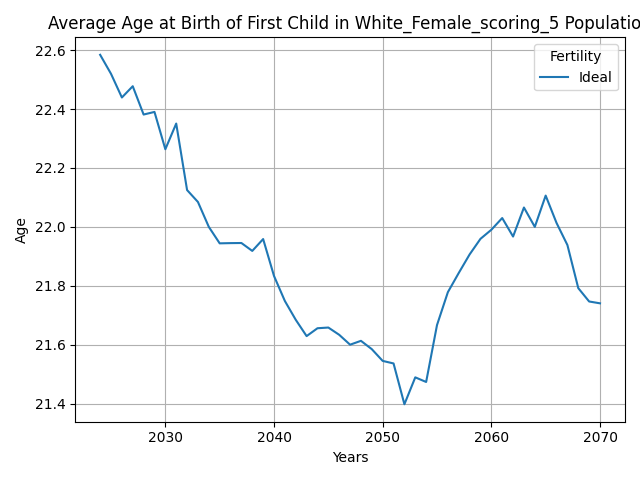 Average Age at Birth of First Child in White_Female_scoring_5 Populatio
Fertility
Ideal
22.6
22.4
22.2
22.0
21.8
21.6
21.4
Age
2030 2040 2050 2060 2070
Years